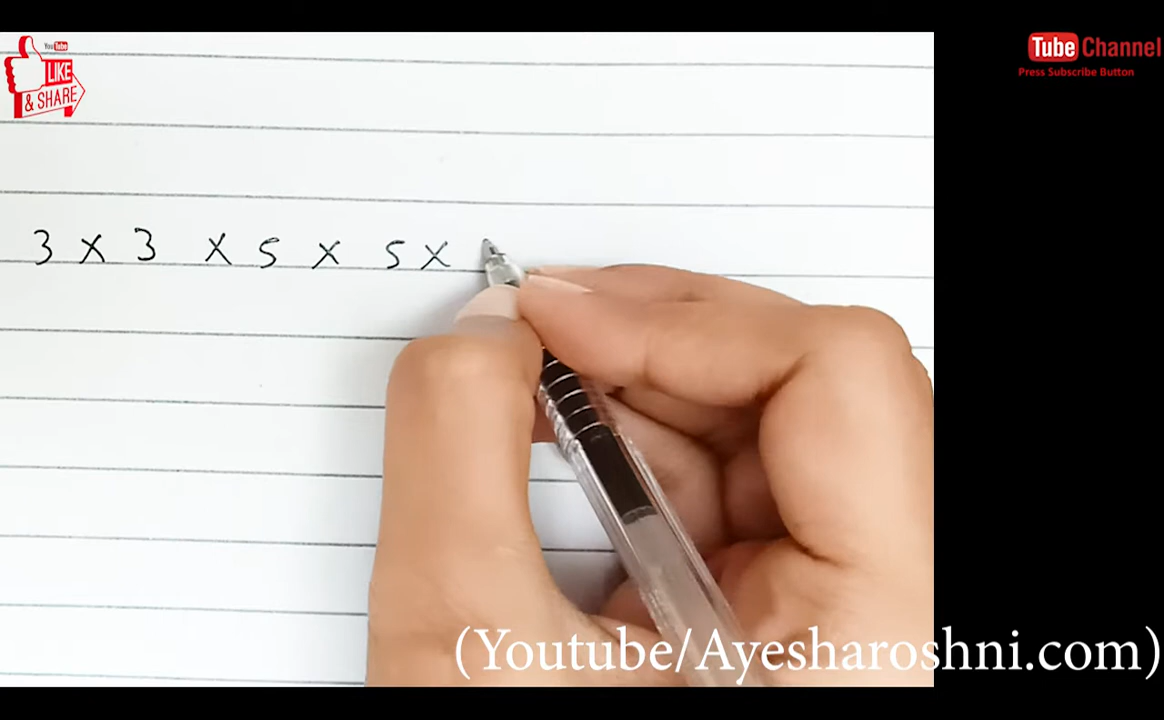 You Tube
LIKE
& SHARE
Tube Channel
Press Subscribe Button
3 x 3 x 5 x 5 x
(Youtube/Ayesharoshni.com)